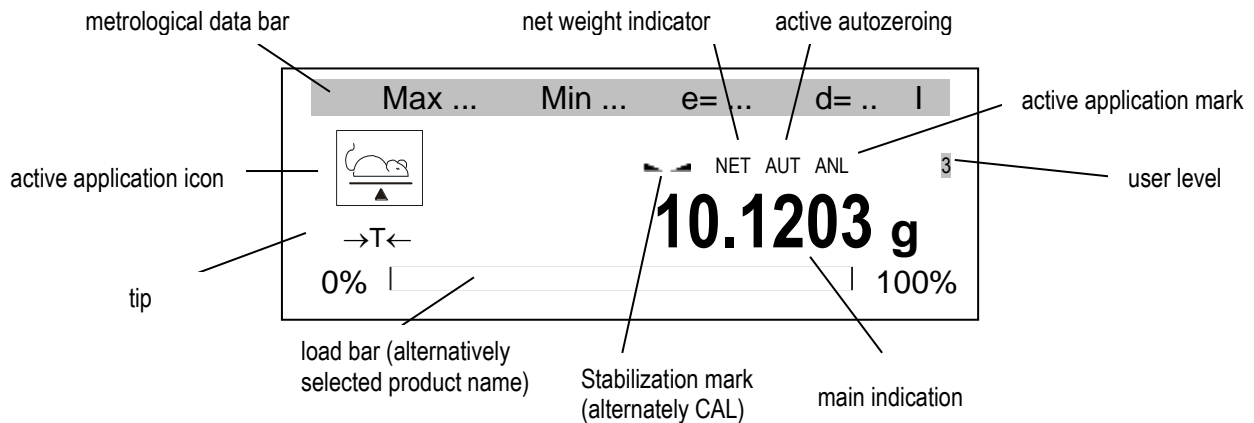 metrological data bar
net weight indicator
active autozeroing
Max ... Min ... e= ... d= .. I
active application mark
active application icon
NET AUT ANL
3
user level
10.1203 g
→T←
tip
0%
100%
load bar (alternatively
selected product name)
Stabilization mark
(alternately CAL)
main indication